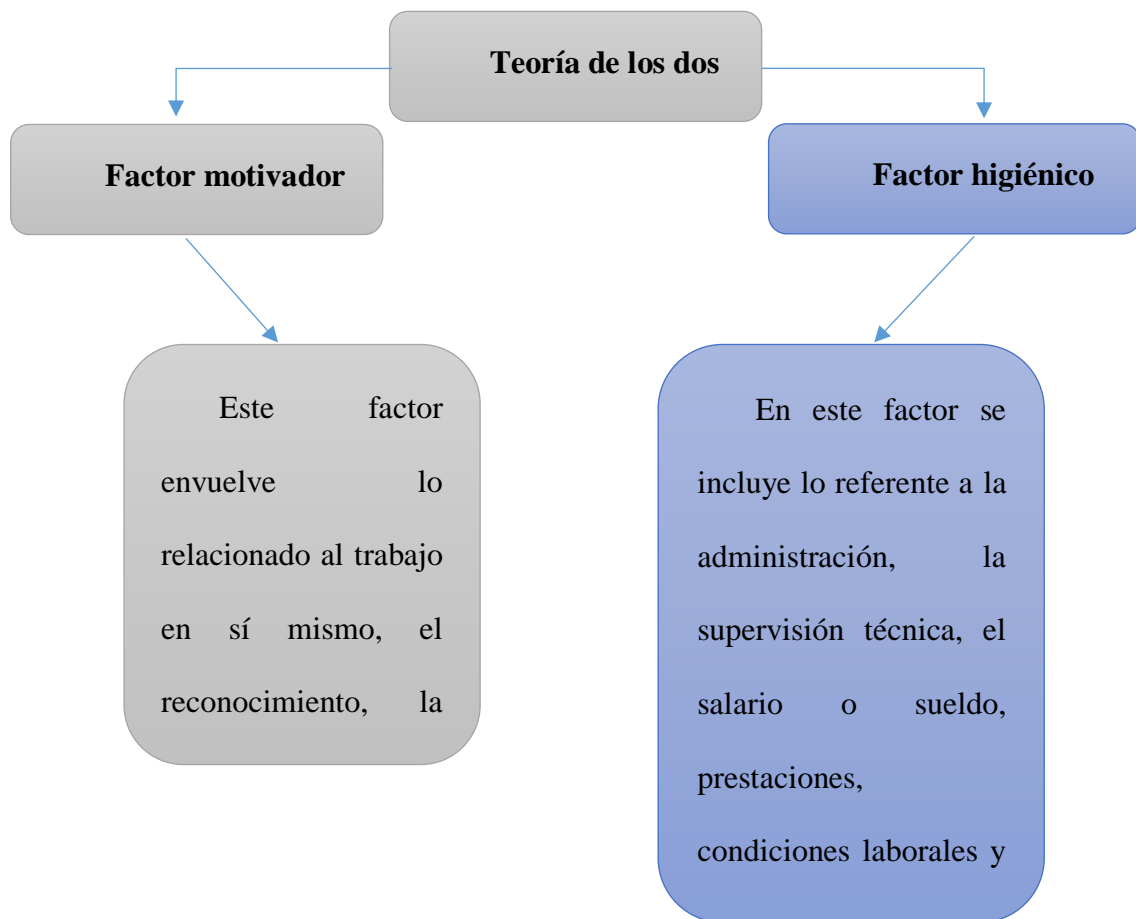 Teoría de los dos
Factor motivador
Factor higiénico
Este factor
envuelve lo
relacionado al trabajo
en sí mismo, el
reconocimiento, la
En este factor se
incluye lo referente a la
administración, la
supervisión técnica, el
salario o sueldo,
prestaciones,
condiciones laborales y